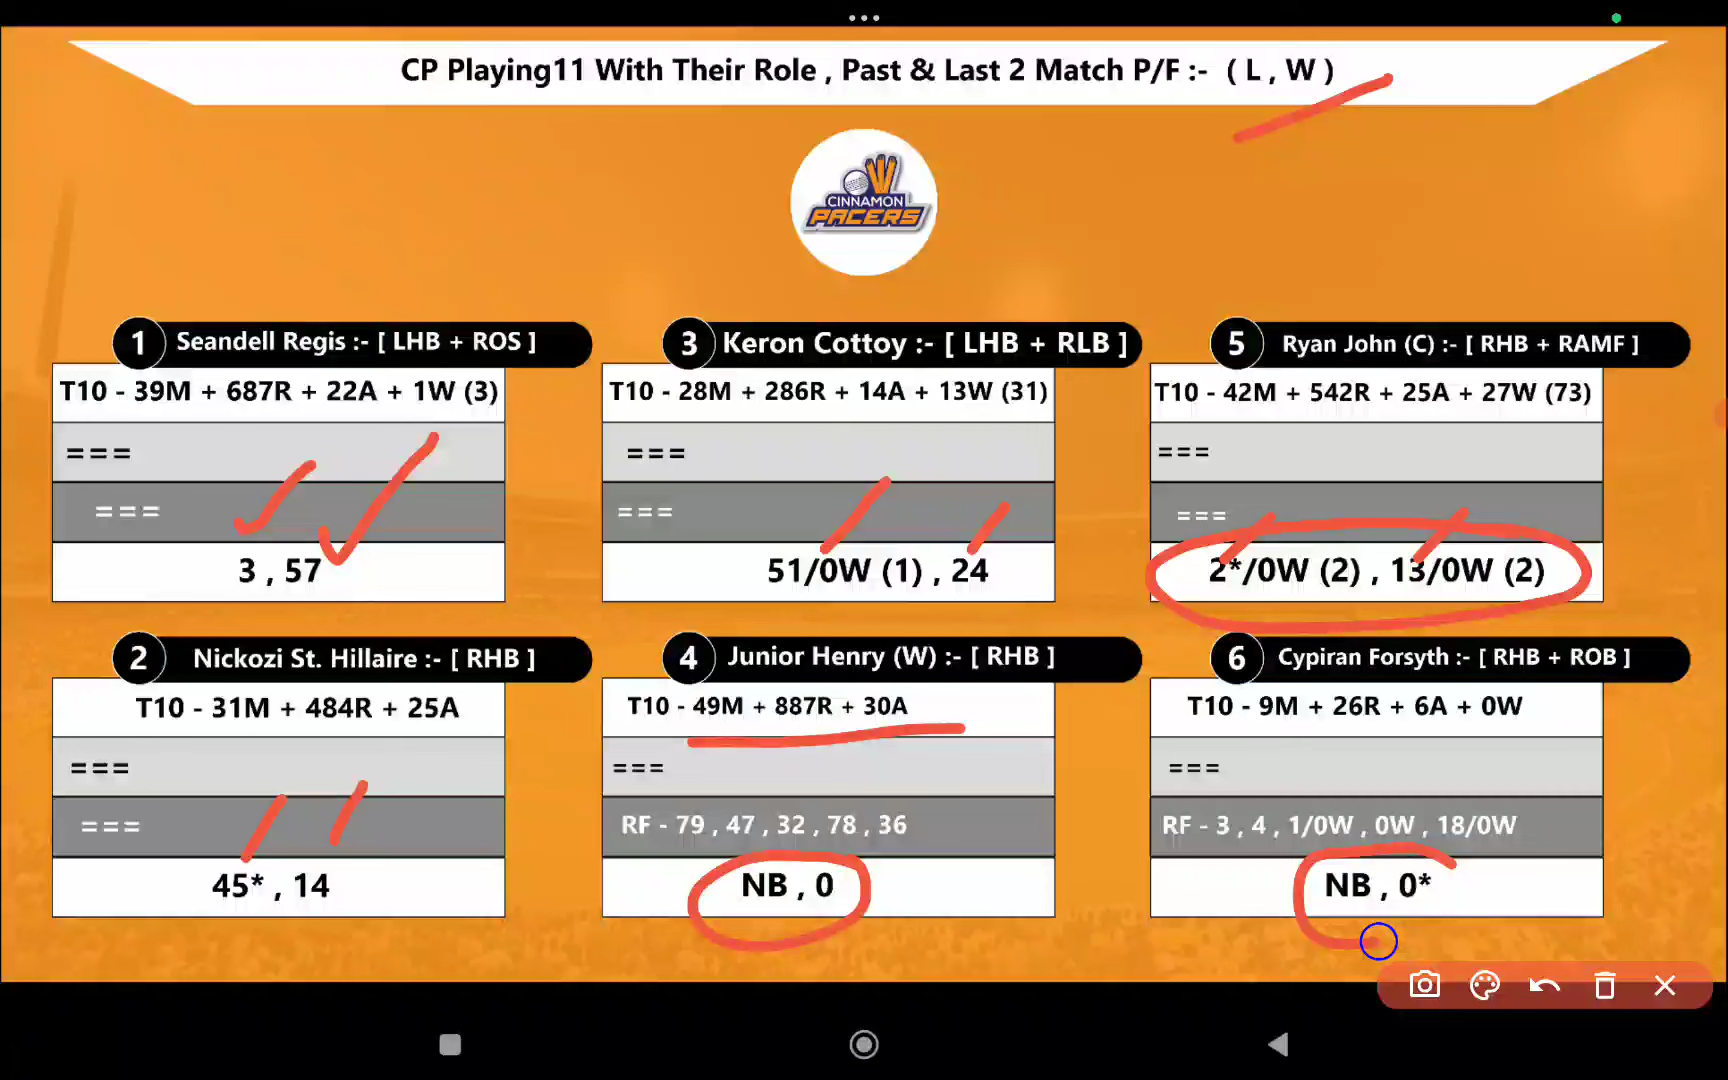 CP Playing11 With Their Role , Past & Last 2 Match P/F :- ( L , W )
CINNAMON
PACERS
1 Seandell Regis :- [ LHB + ROS ]
T10 - 39M + 687R + 22A + 1W (3)
===
===
3 , 57
2 Nickozi St. Hillaire :- [ RHB ]
T10 - 31M + 484R + 25A
===
===
45* , 14
3 Keron Cottoy :- [ LHB + RLB ]
T10 - 28M + 286R + 14A + 13W (31)
===
===
51/0W (1) , 24
4 Junior Henry (W) :- [ RHB ]
T10 - 49M + 887R + 30A
===
RF - 79 , 47 , 32 , 78 , 36
NB , 0
5 Ryan John (C) :- [ RHB + RAMF ]
T10 - 42M + 542R + 25A + 27W (73)
===
===
2*/0W (2) , 13/0W (2)
6 Cypiran Forsyth :- [ RHB + ROB ]
T10 - 9M + 26R + 6A + 0W
===
RF - 3 , 4 , 1/0W , 0W , 18/0W
NB , 0*